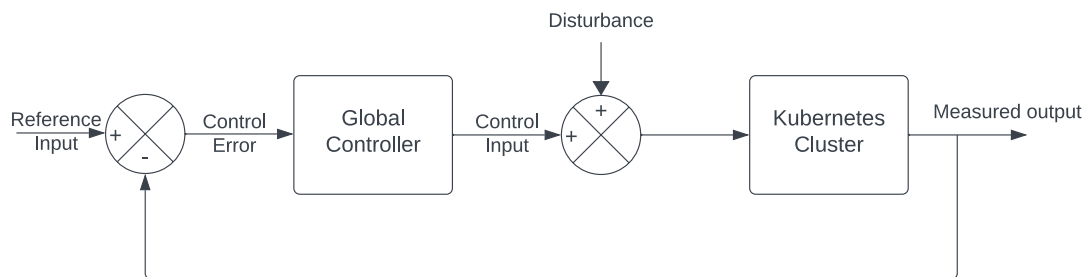 Disturbance
Reference
Input
+
-
Control
Error
Global
Controller
Control
Input
+
+
Kubernetes
Cluster
Measured output